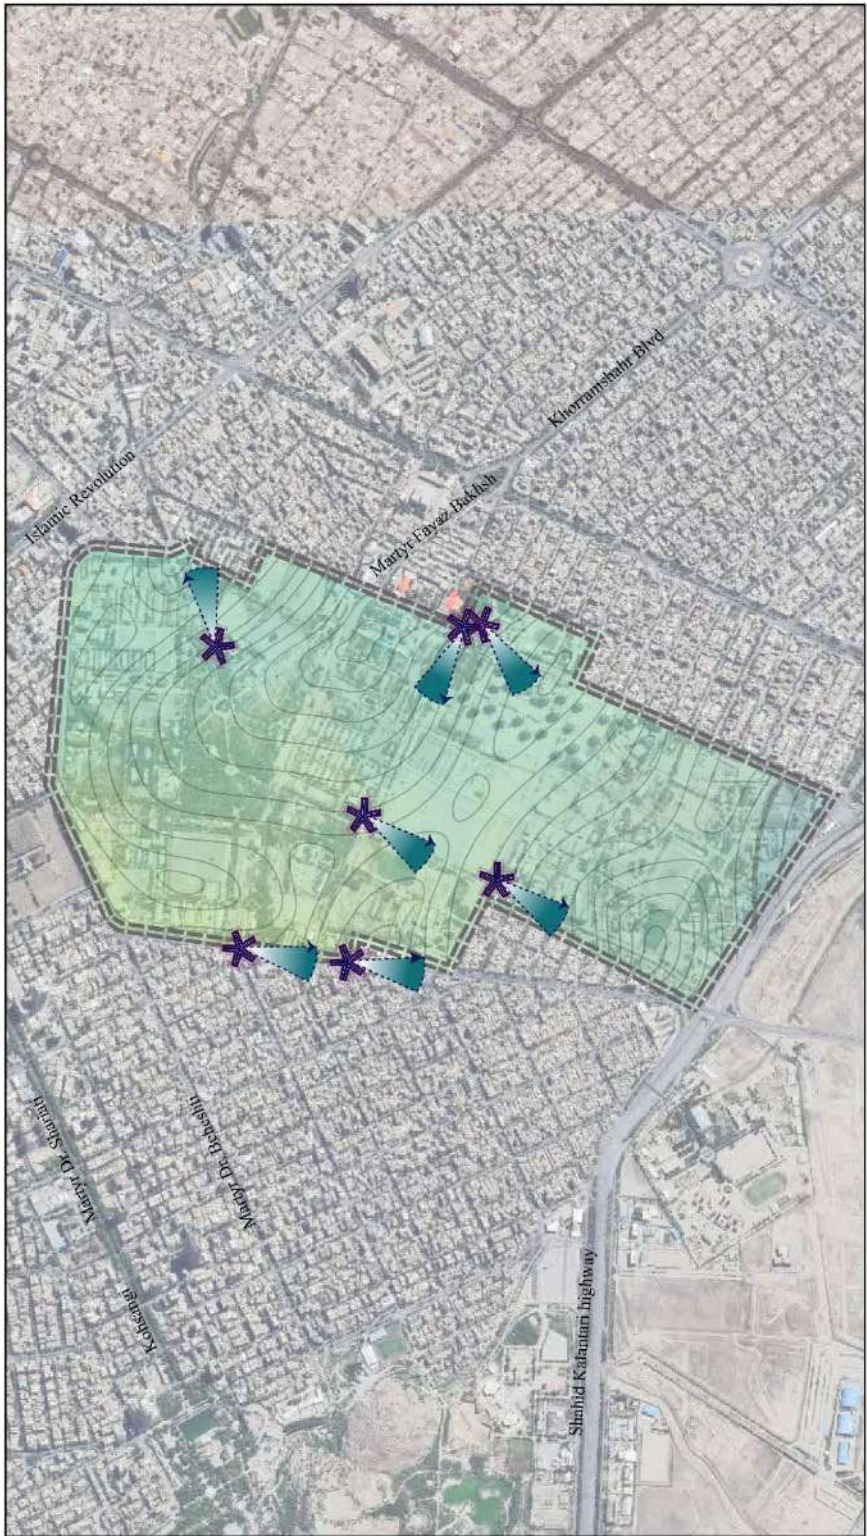 Khorramshahr Blvd
Islamic Revolution
Martyr Fayaz Bakhsh
Martyr Dr. Shariati
Martyr Dr. Beheshti
Kohsangi
Shahid Kalantari highway